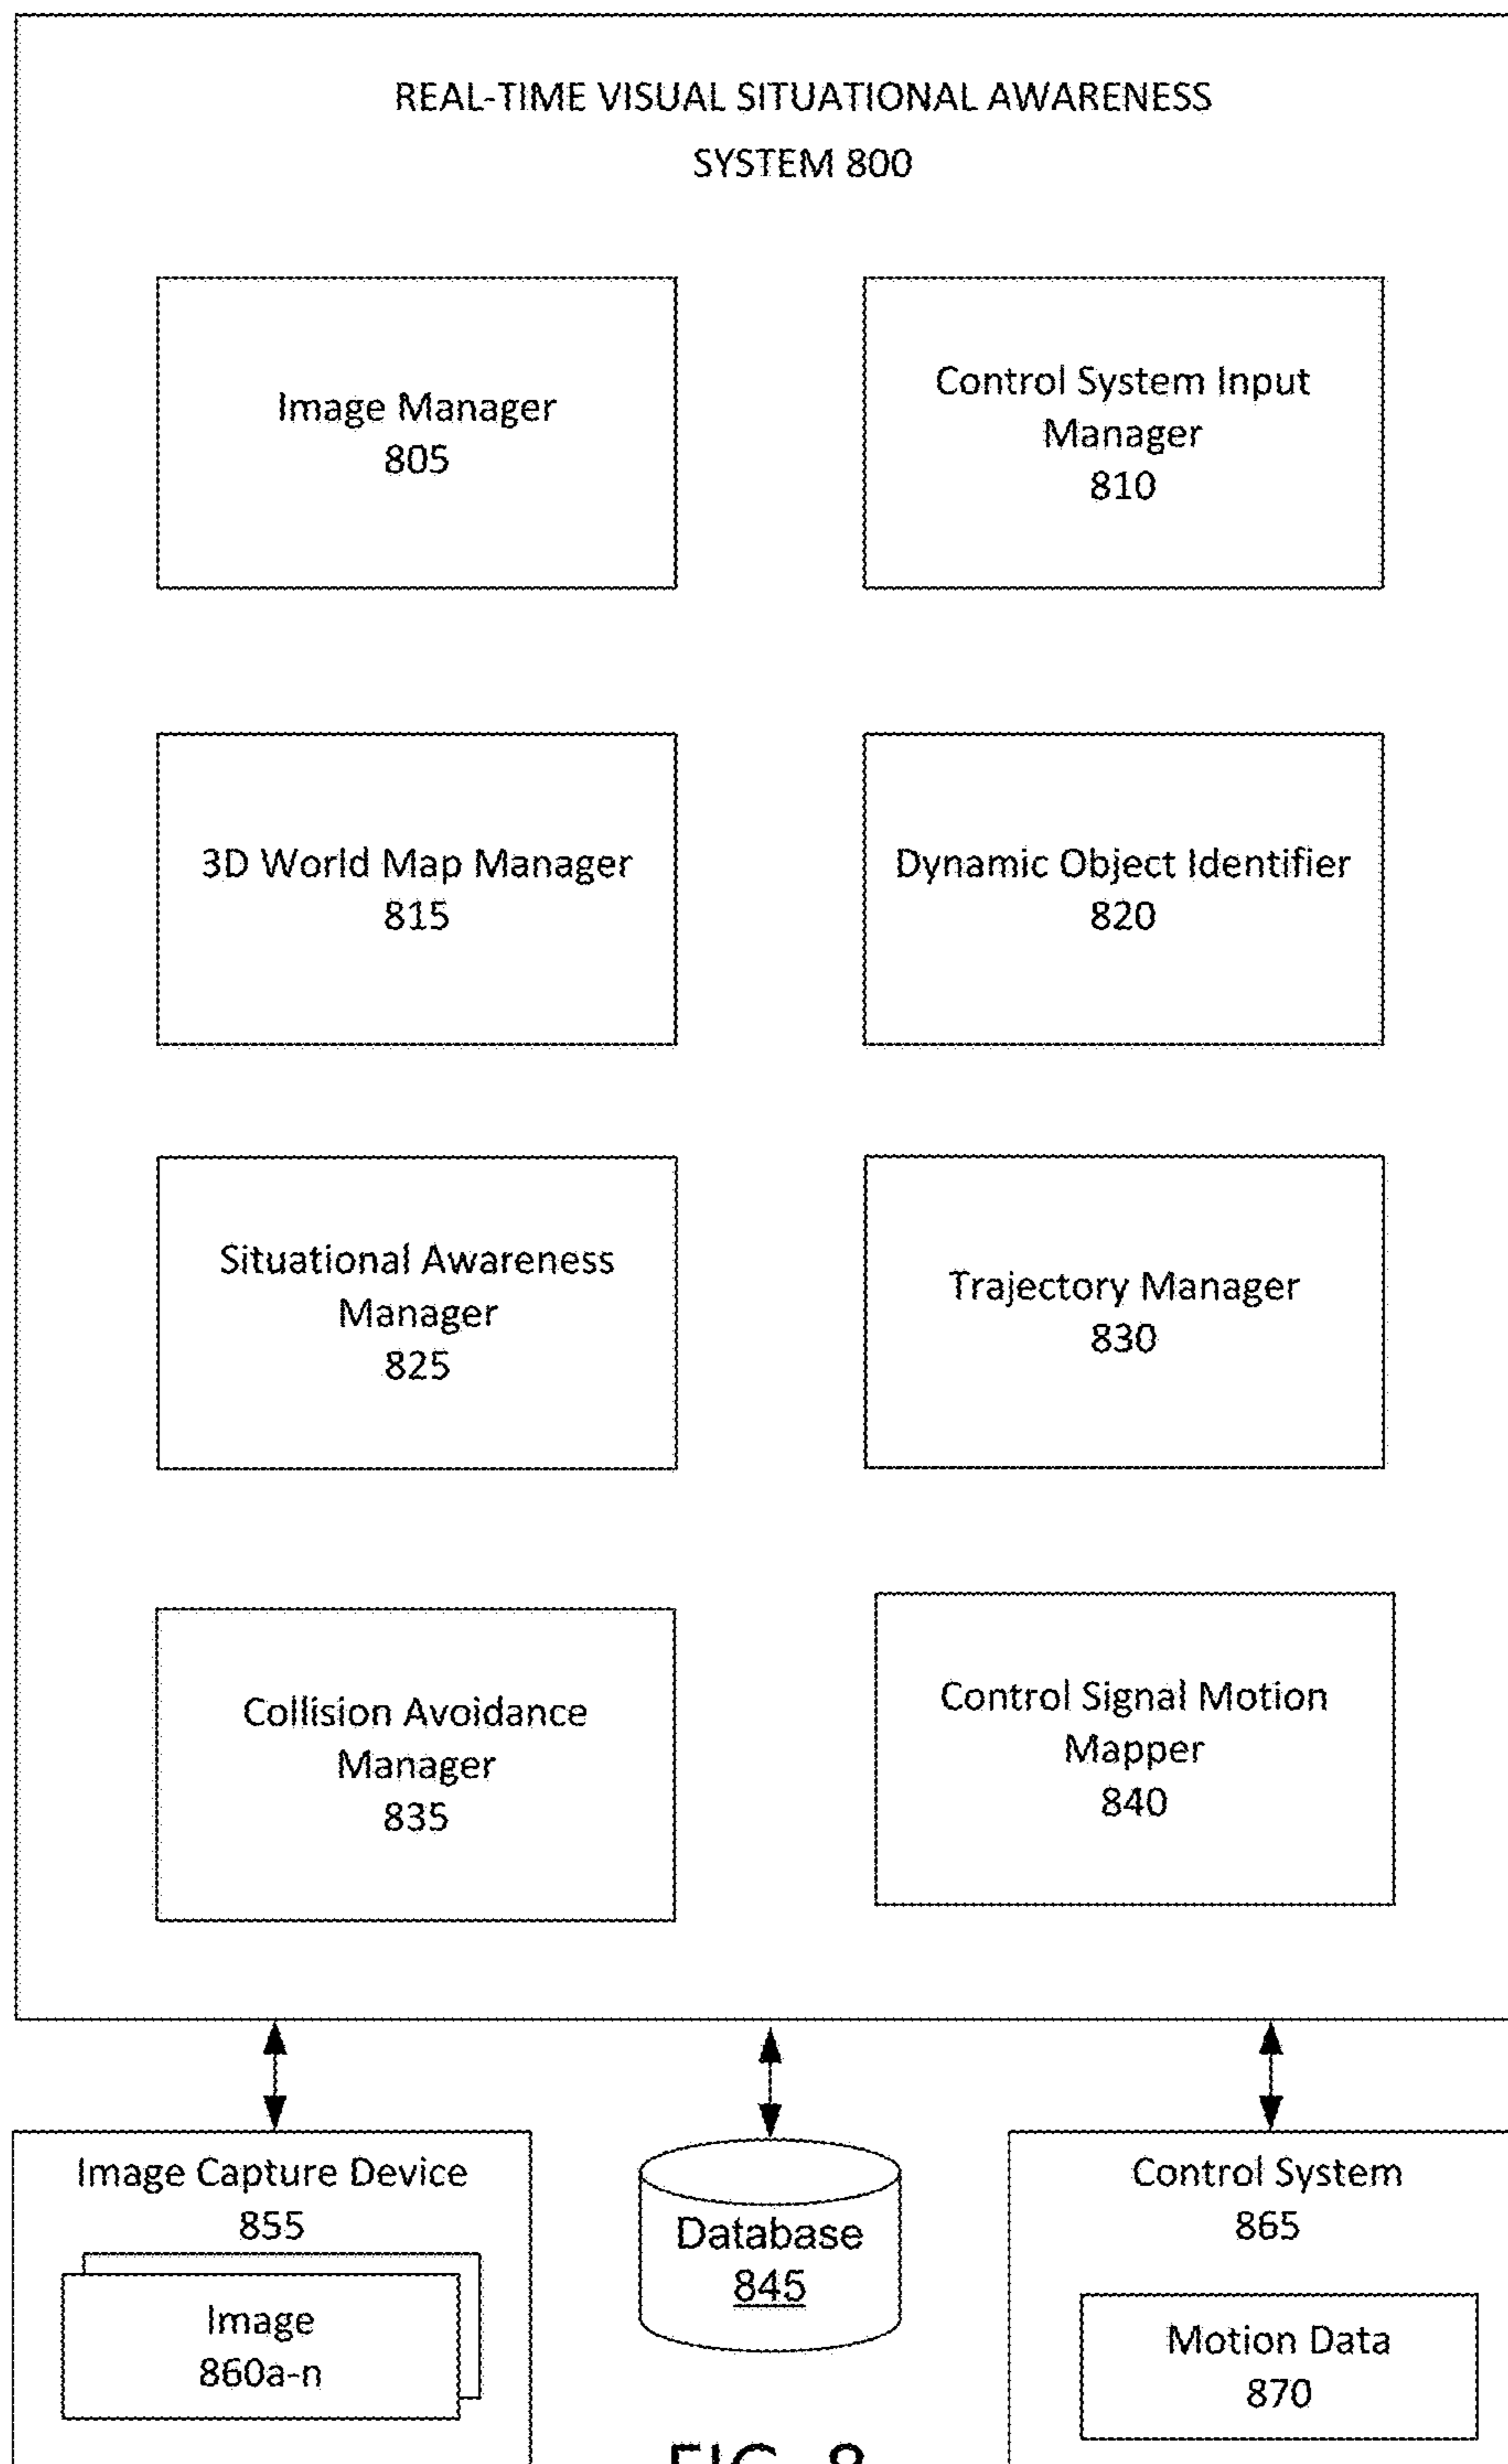 REAL-TIME VISUAL SITUATIONAL AWARENESS
SYSTEM 800
Image Manager
805
Control System Input
Manager
810
3D World Map Manager
815
Dynamic Object Identifier
820
Situational Awareness
Manager
825
Trajectory Manager
830
Collision Avoidance
Manager
835
Control Signal Motion
Mapper
840
Image Capture Device
855
Image
860a-n
Database
845
Control System
865
Motion Data
870
FIG. 8